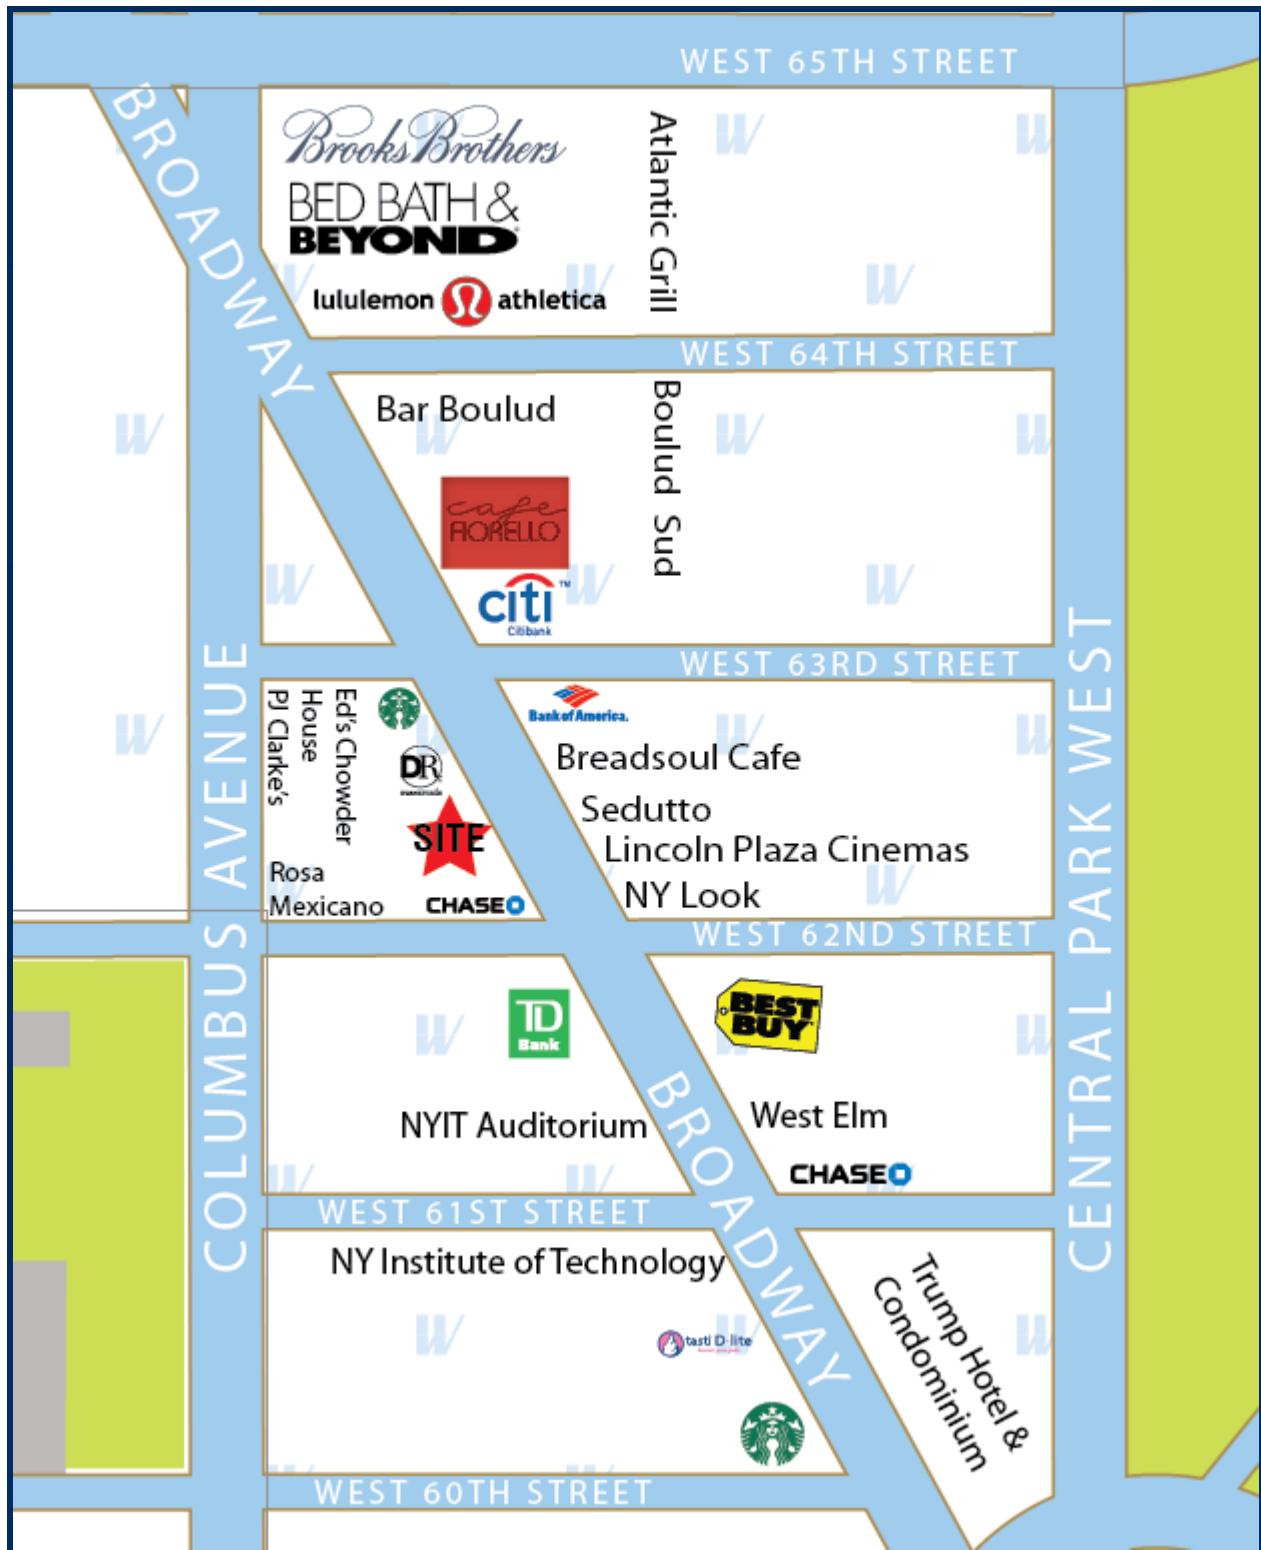 WEST 65TH STREET
BROADWAY
Brooks Brothers
BED BATH &
BEYOND
lululemon athletica
Atlantic Grill
WEST 64TH STREET
Bar Boulud
Boulud Sud
cafe
FIORELLO
citi
TM
Citibank
WEST 63RD STREET
COLUMBUS AVENUE
CENTRAL PARK WEST
PJ Clarke's
House
Ed's Chowder
DR
SITE
Rosa
Mexicano
CHASE
Bank of America.
Breadsoul Cafe
Sedutto
Lincoln Plaza Cinemas
NY Look
WEST 62ND STREET
TD
Bank
NYIT Auditorium
BEST
BUY
West Elm
CHASE
BROADWAY
WEST 61ST STREET
NY Institute of Technology
tasti D·lite
Trump Hotel &
Condominium
WEST 60TH STREET